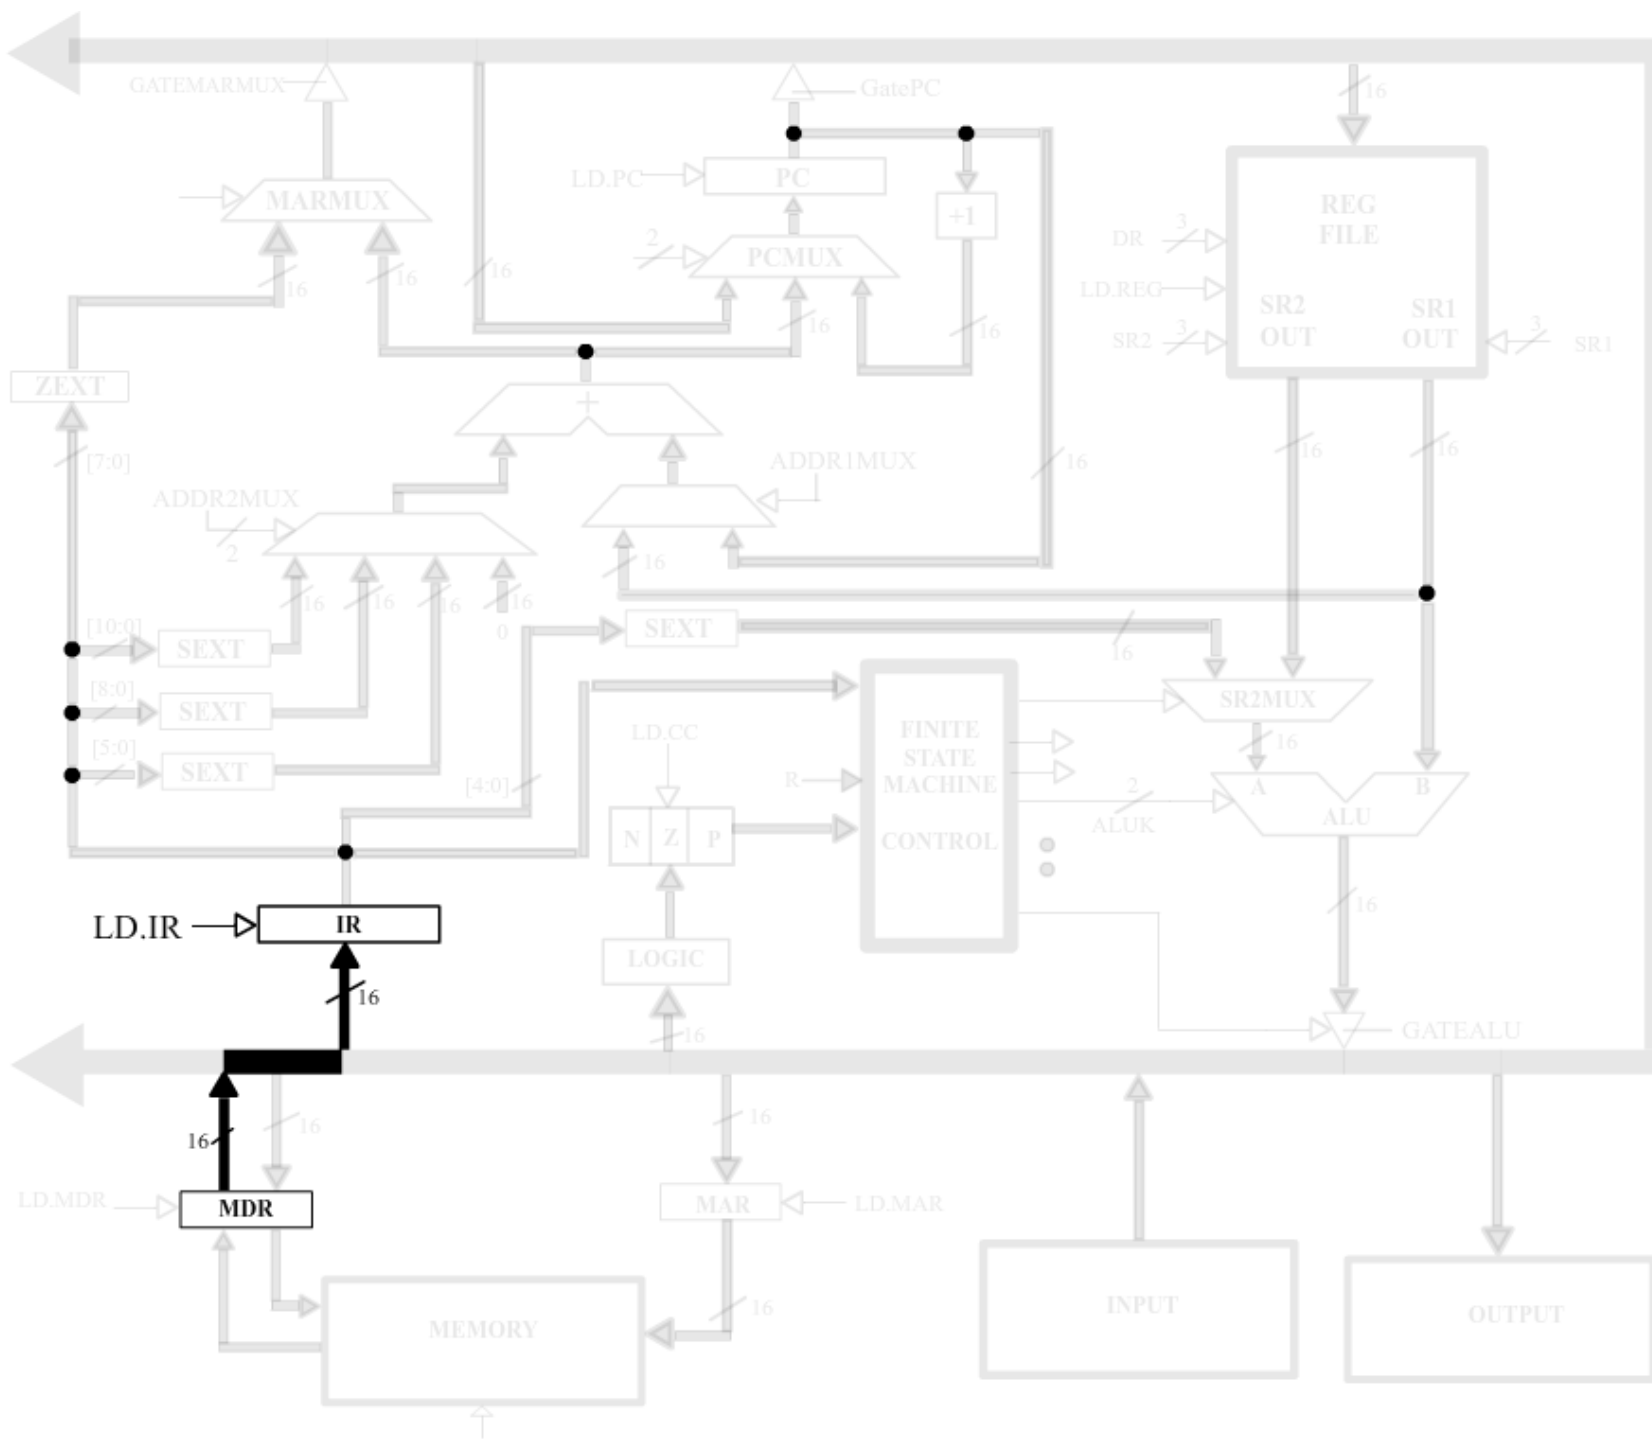 GATEMARMUX
GatePC
16
LD.PC
PC
MARMUX
+1
REG
FILE
2
PCMUX
3
DR
16
16
16
LD.REG
SR2
OUT
SR1
OUT
16
16
3
SR2
3
SR1
ZEXT
+
[7:0]
ADDR1MUX
16
16
16
ADDR2MUX
2
16
16
16
16
16
0
[10:0]
SEXT
SEXT
16
[8:0]
SEXT
SR2MUX
LD.CC
FINITE
STATE
MACHINE
CONTROL
16
[5:0]
SEXT
[4:0]
R
2
ALUK
A
B
ALU
N Z P
16
LD.IR
IR
LOGIC
16
16
GATEALU
16
16
16
LD.MDR
MDR
MAR
LD.MAR
16
MEMORY
INPUT
OUTPUT